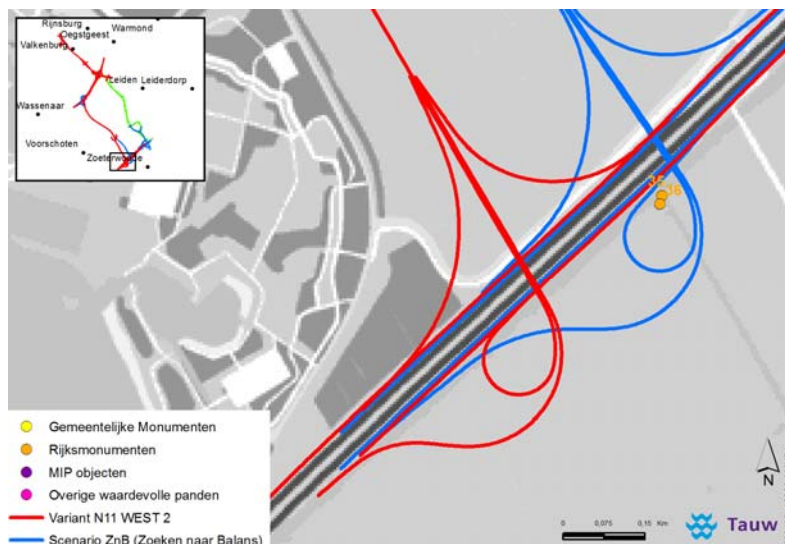 Rijnsburg
Warmond
Oegstgeest
Valkenburg
Leiden
Leiderdorp
Wassenaar
Voorschoten
Zoeterwoude
35
36
Gemeentelijke Monumenten
Rijksmonumenten
MIP objecten
Overige waardevolle panden
Variant N11 WEST 2
Scenario ZnB (Zoeken naar Balans)
N
0 0,075 0,15 Km
Tauw